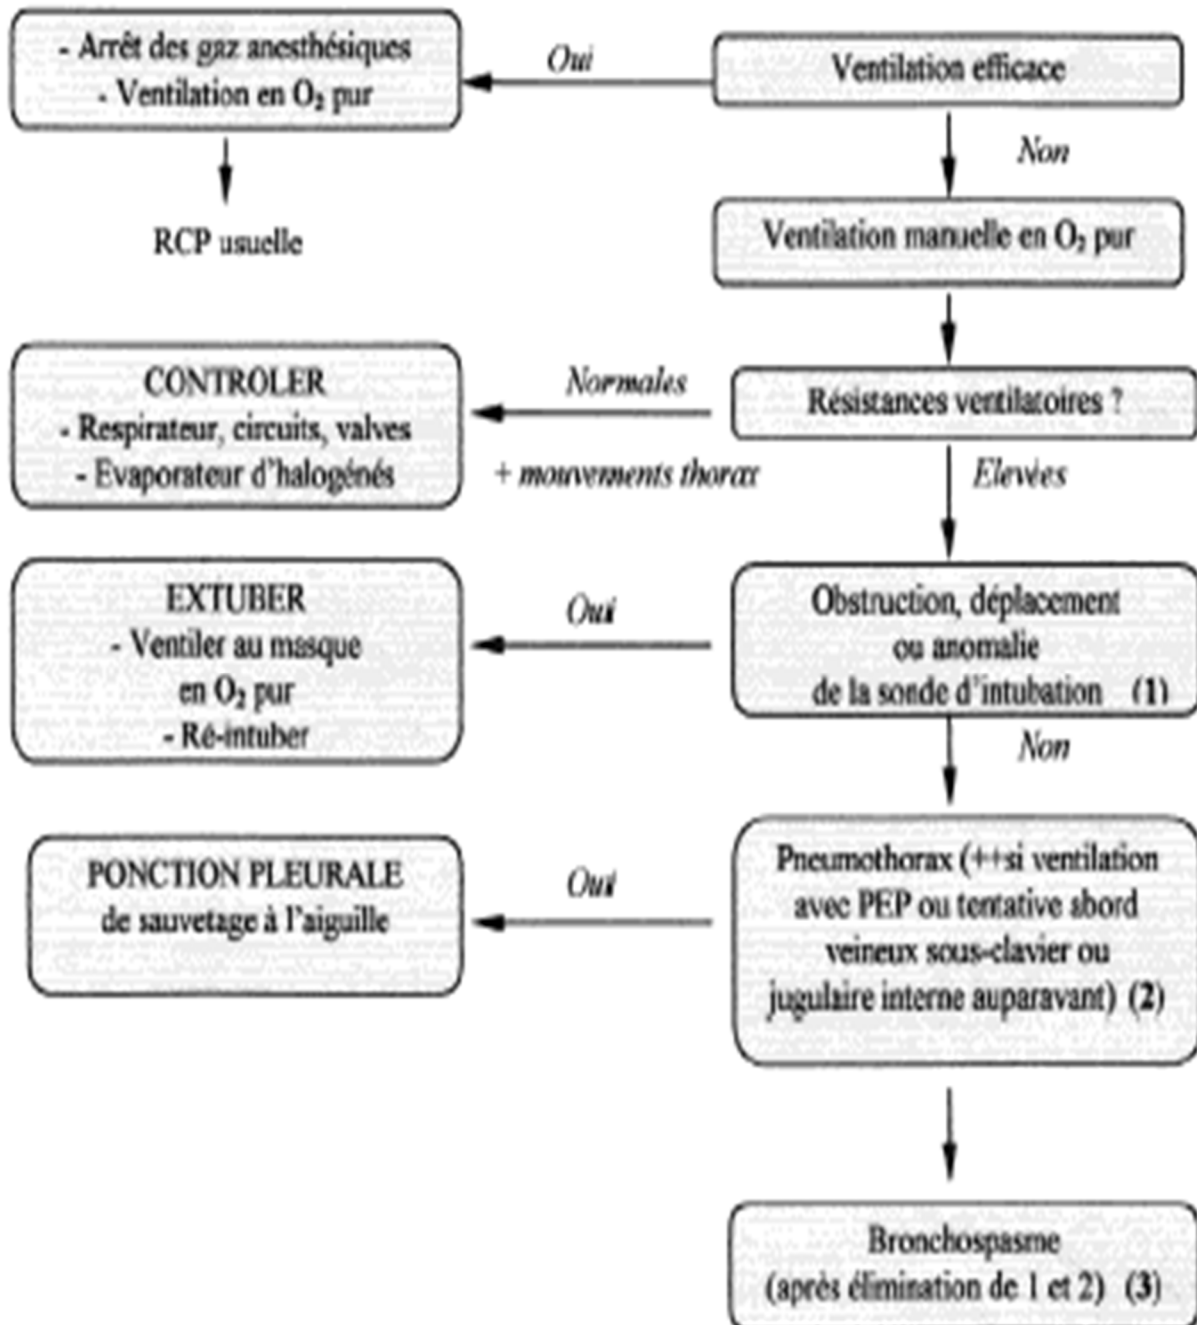 - Arrêt des gaz anesthésiques
- Ventilation en O₂ pur
Oui
Ventilation efficace
Non
RCP usuelle
Ventilation manuelle en O₂ pur
CONTROLER
- Respirateur, circuits, valves
- Evaporateur d'halogénés
Normales
+ mouvements thorax
Résistances ventilatoires ?
Elevées
EXTUBER
- Ventiler au masque
en O₂ pur
- Ré-intuber
Oui
Obstruction, déplacement
ou anomalie
de la sonde d'intubation (1)
Non
PONCTION PLEURALE
de sauvetage à l'aiguille
Oui
Pneumothorax (++si ventilation
avec PEP ou tentative abord
veineux sous-clavier ou
jugulaire interne auparavant) (2)
Bronchospasme
(après élimination de 1 et 2) (3)